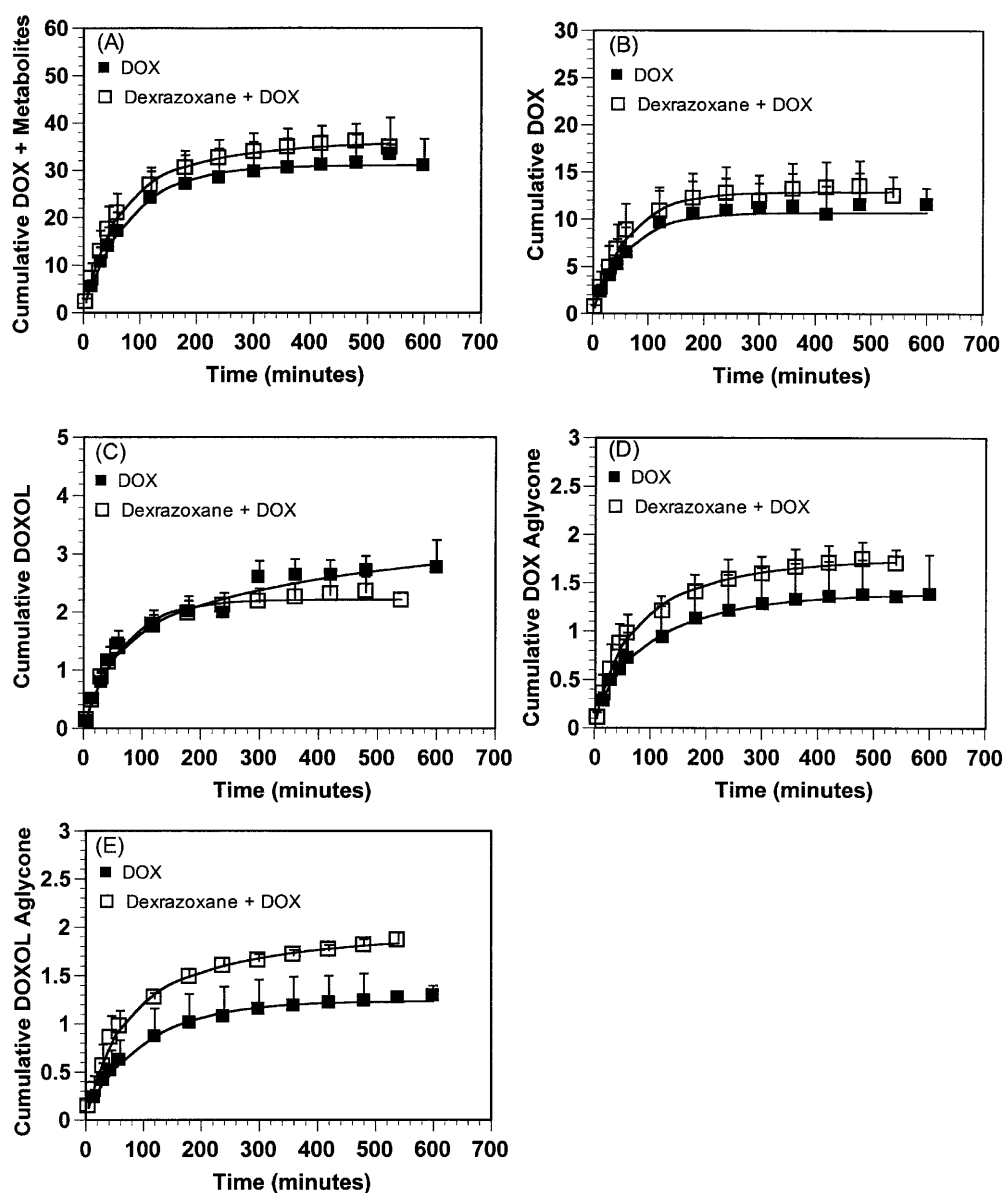 (A)
DOX
Dexrazoxane + DOX
Cumulative DOX + Metabolites
60
50
40
30
20
10
0
0 100 200 300 400 500 600 700
Time (minutes)
(B)
DOX
Dexrazoxane + DOX
Cumulative DOX
30
25
20
15
10
5
0
0 100 200 300 400 500 600 700
Time (minutes)
(C)
DOX
Dexrazoxane + DOX
Cumulative DOXOL
5
4
3
2
1
0
0 100 200 300 400 500 600 700
Time (minutes)
(D)
DOX
Dexrazoxane + DOX
Cumulative DOX Aglycone
3
2.5
2
1.5
1
0.5
0
0 100 200 300 400 500 600 700
Time (minutes)
(E)
DOX
Dexrazoxane + DOX
Cumulative DOXOL Aglycone
3
2.5
2
1.5
1
0.5
0
0 100 200 300 400 500 600 700
Time (minutes)